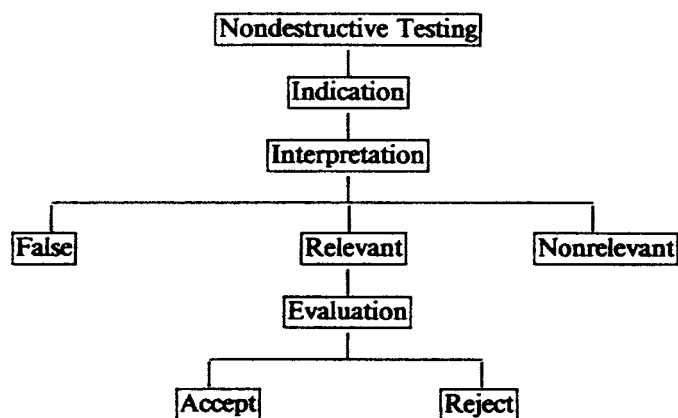 Nondestructive Testing
Indication
Interpretation
False Relevant Nonrelevant
Evaluation
Accept Reject